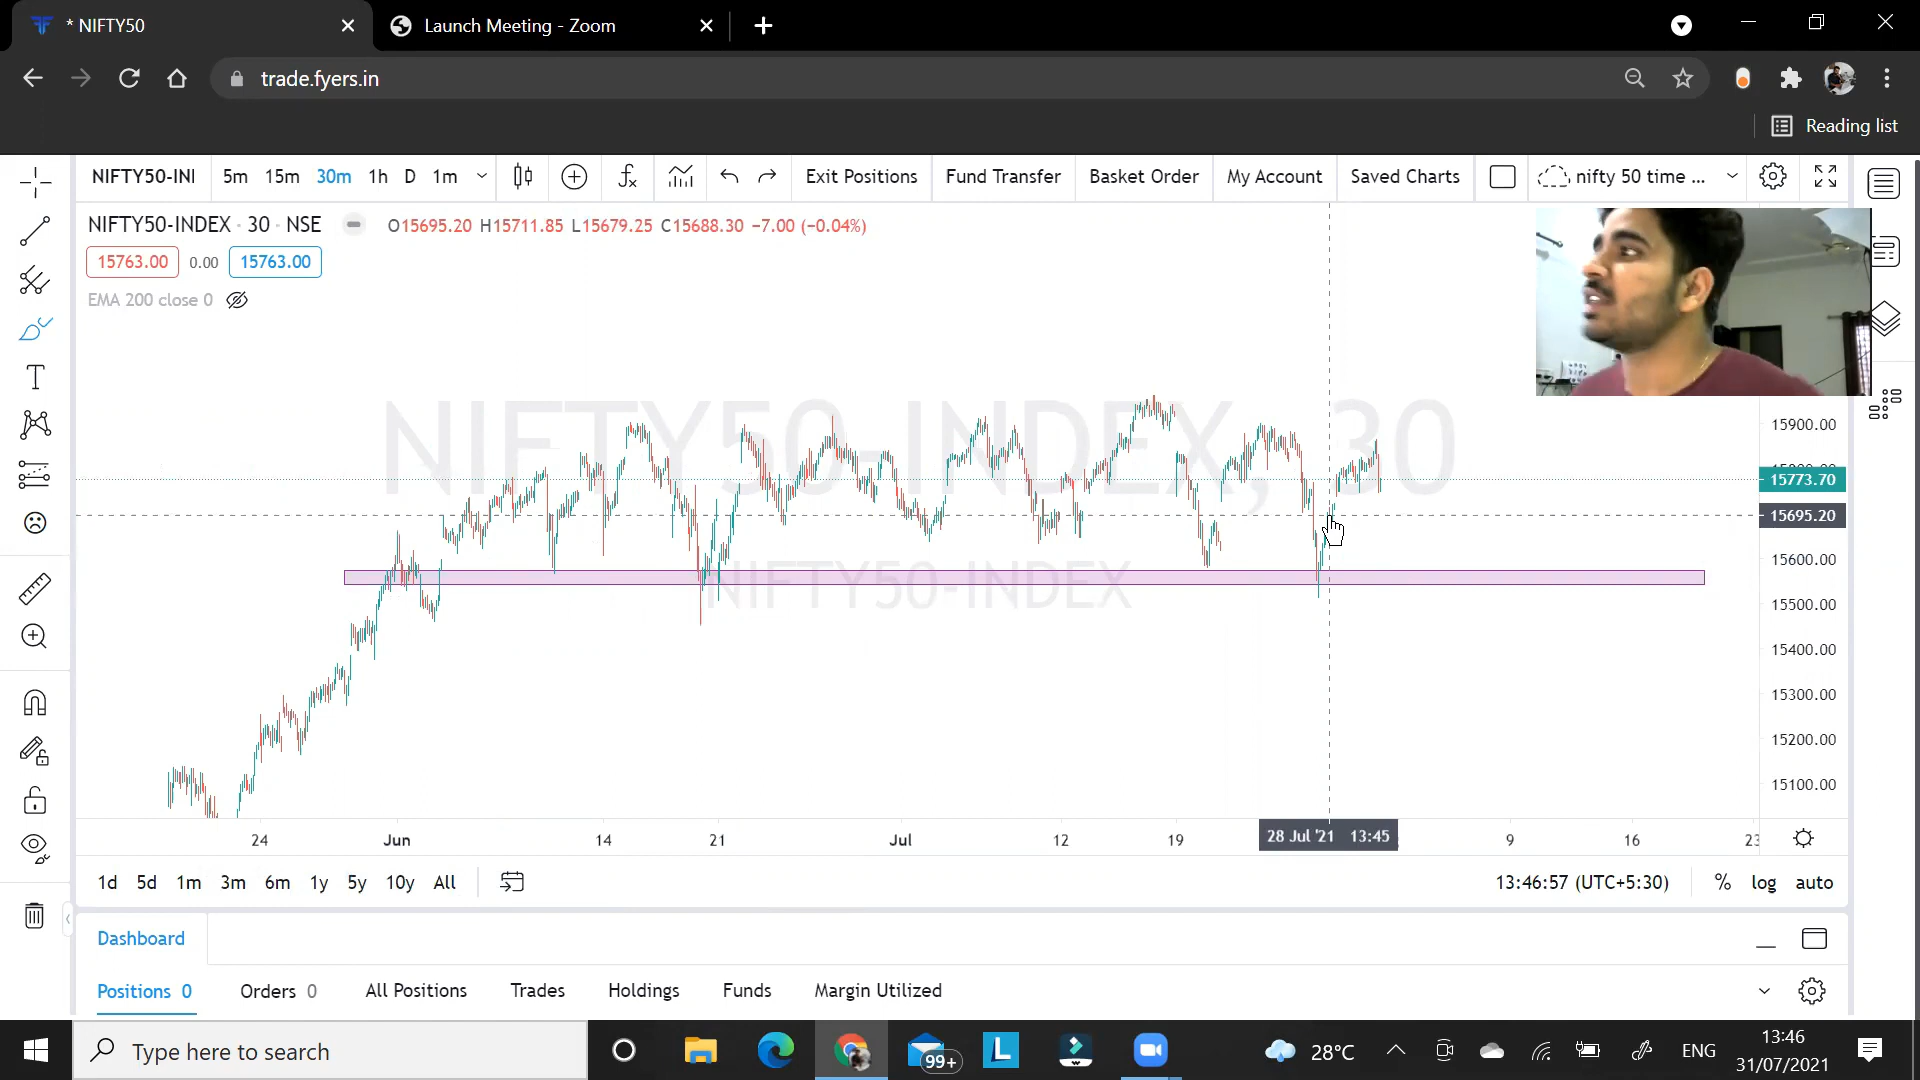 * NIFTY50
Launch Meeting - Zoom
trade.fyers.in
Reading list
NIFTY50-INI 5m 15m 30m 1h D 1m Exit Positions Fund Transfer Basket Order My Account Saved Charts nifty 50 time ...
NIFTY50-INDEX · 30 · NSE O15695.20 H15711.85 L15679.25 C15688.30 −7.00 (−0.04%)
15763.00 0.00 15763.00
EMA 200 close 0
NIFTY50-INDEX, 30
NIFTY50-INDEX
15900.00
15773.70
15695.20
15600.00
15500.00
15400.00
15300.00
15200.00
15100.00
24 Jun 14 21 Jul 12 19 28 Jul '21 13:45 9 16 23
1d 5d 1m 3m 6m 1y 5y 10y All 13:46:57 (UTC+5:30) % log auto
Dashboard
Positions 0 Orders 0 All Positions Trades Holdings Funds Margin Utilized
Type here to search 99+ L 28°C ENG 13:46
31/07/2021